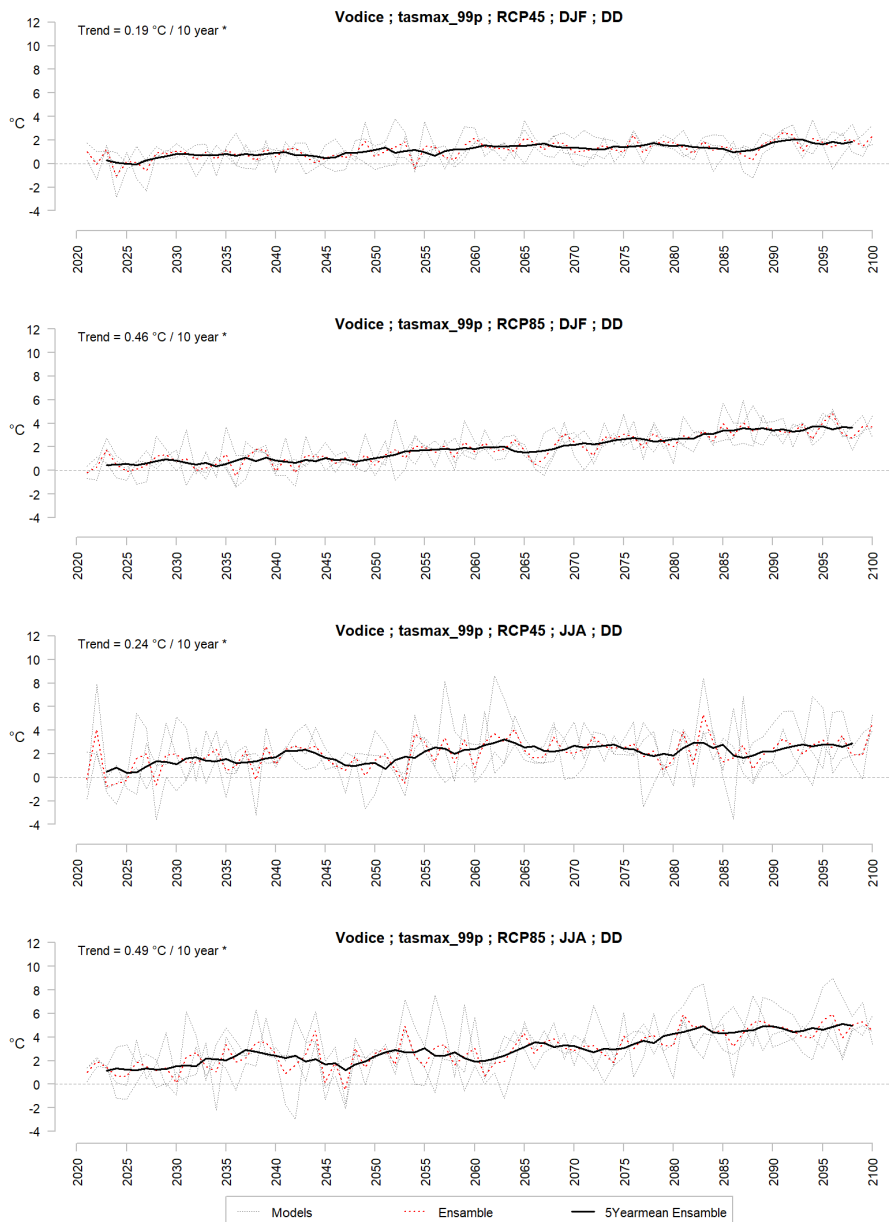 Vodice ; tasmax_99p ; RCP45 ; DJF ; DD
Trend = 0.19 °C / 10 year *
12
10
8
6
4
°C
2
0
-2
-4
2020 2025 2030 2035 2040 2045 2050 2055 2060 2065 2070 2075 2080 2085 2090 2095 2100
Vodice ; tasmax_99p ; RCP85 ; DJF ; DD
Trend = 0.46 °C / 10 year *
12
10
8
6
4
°C
2
0
-2
-4
2020 2025 2030 2035 2040 2045 2050 2055 2060 2065 2070 2075 2080 2085 2090 2095 2100
Vodice ; tasmax_99p ; RCP45 ; JJA ; DD
Trend = 0.24 °C / 10 year *
12
10
8
6
4
°C
2
0
-2
-4
2020 2025 2030 2035 2040 2045 2050 2055 2060 2065 2070 2075 2080 2085 2090 2095 2100
Vodice ; tasmax_99p ; RCP85 ; JJA ; DD
Trend = 0.49 °C / 10 year *
12
10
8
6
4
°C
2
0
-2
-4
2020 2025 2030 2035 2040 2045 2050 2055 2060 2065 2070 2075 2080 2085 2090 2095 2100
Models Ensamble 5Yearmean Ensamble